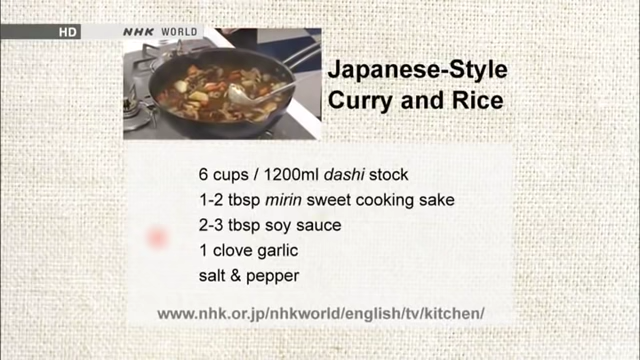 HD
NHK WORLD
Japanese-Style
Curry and Rice
6 cups / 1200ml dashi stock
1-2 tbsp mirin sweet cooking sake
2-3 tbsp soy sauce
1 clove garlic
salt & pepper
www.nhk.or.jp/nhkworld/english/tv/kitchen/